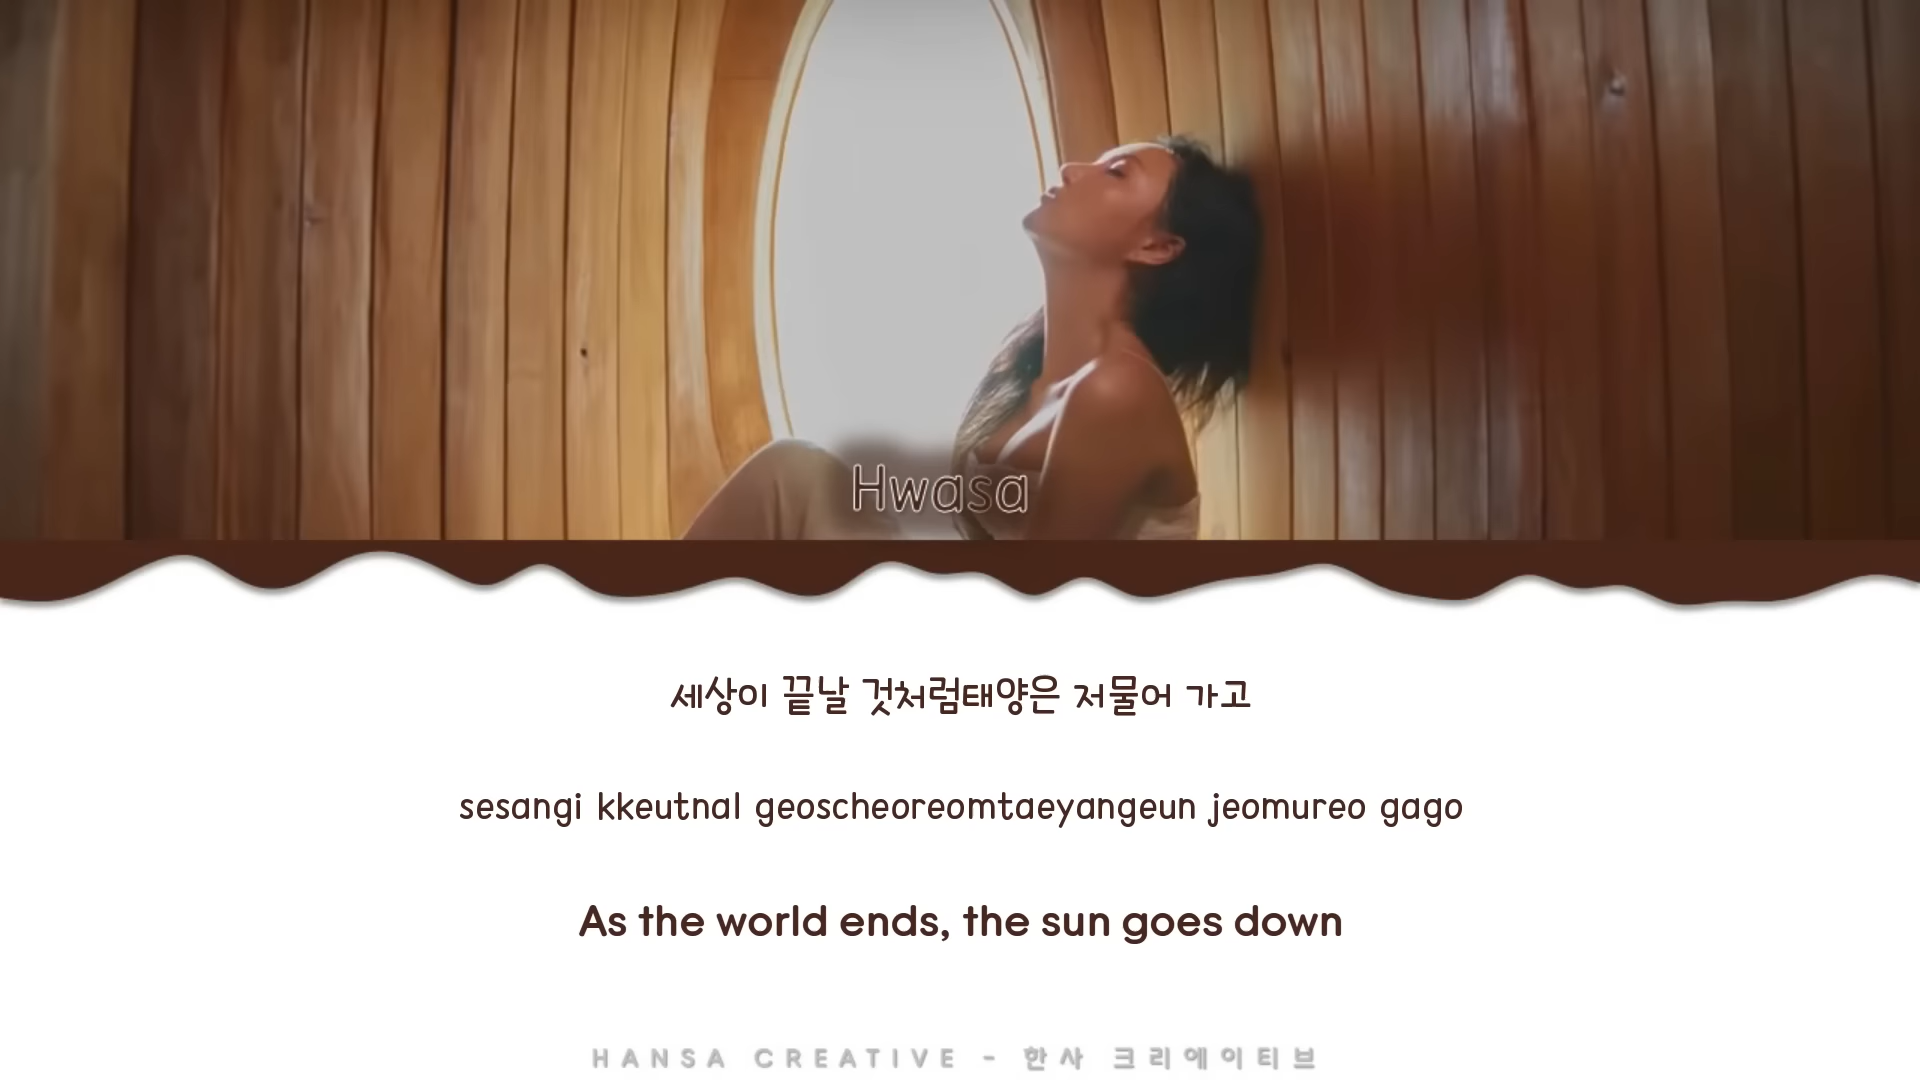 Hwasa
세상이 끝날 것처럼태양은 저물어 가고
sesangi kkeutnal geoscheoreomtaeyangeun jeomureo gago
As the world ends, the sun goes down
HANSA CREATIVE - 한사 크리에이티브